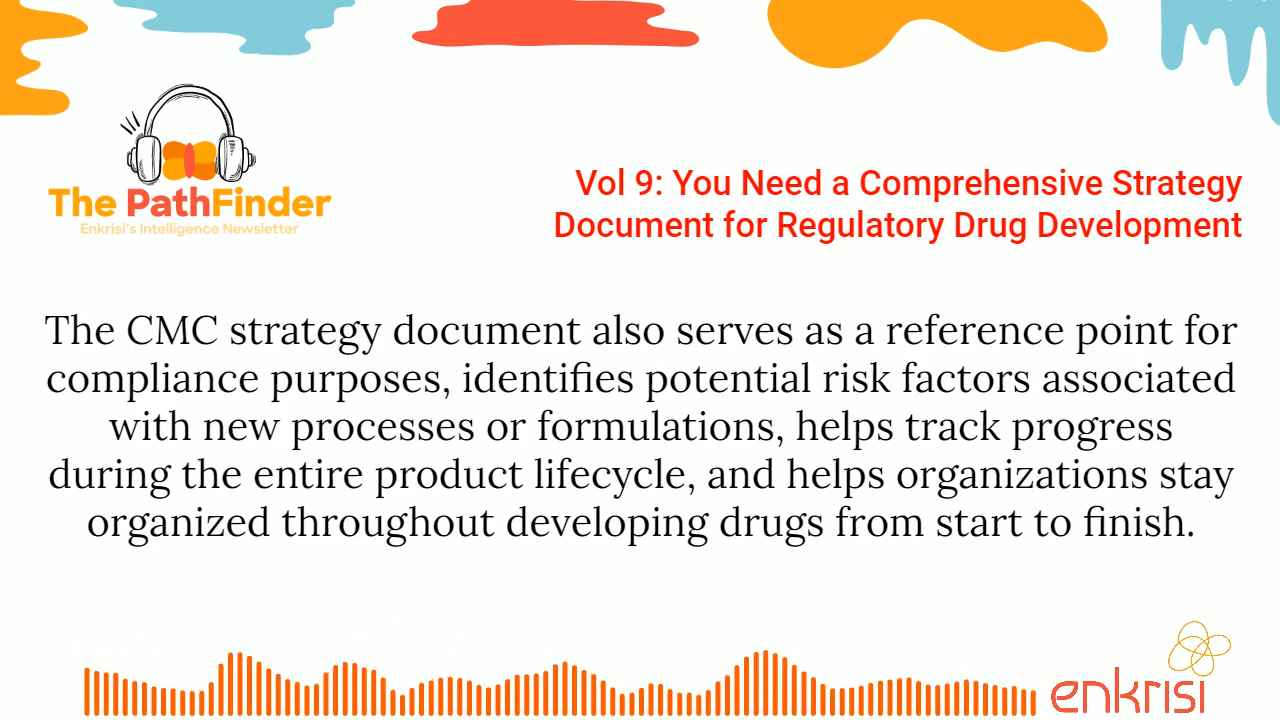 The PathFinder
Enkrisi's Intelligence Newsletter
Vol 9: You Need a Comprehensive Strategy
Document for Regulatory Drug Development
The CMC strategy document also serves as a reference point for
compliance purposes, identifies potential risk factors associated
with new processes or formulations, helps track progress
during the entire product lifecycle, and helps organizations stay
organized throughout developing drugs from start to finish.
enkrisi